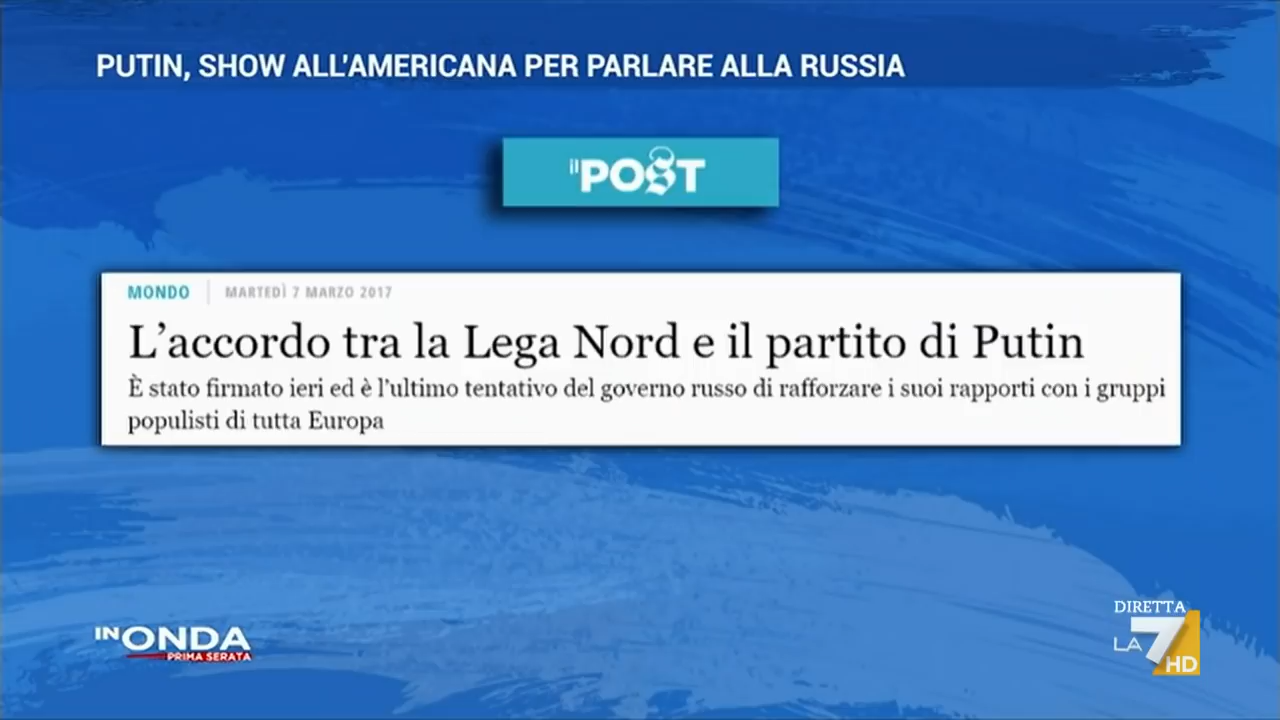 PUTIN, SHOW ALL'AMERICANA PER PARLARE ALLA RUSSIA
il POST
MONDO | MARTEDÌ 7 MARZO 2017
L'accordo tra la Lega Nord e il partito di Putin
È stato firmato ieri ed è l'ultimo tentativo del governo russo di rafforzare i suoi rapporti con i gruppi
populisti di tutta Europa
IN ONDA
PRIMA SERATA
DIRETTA
LA 7 HD